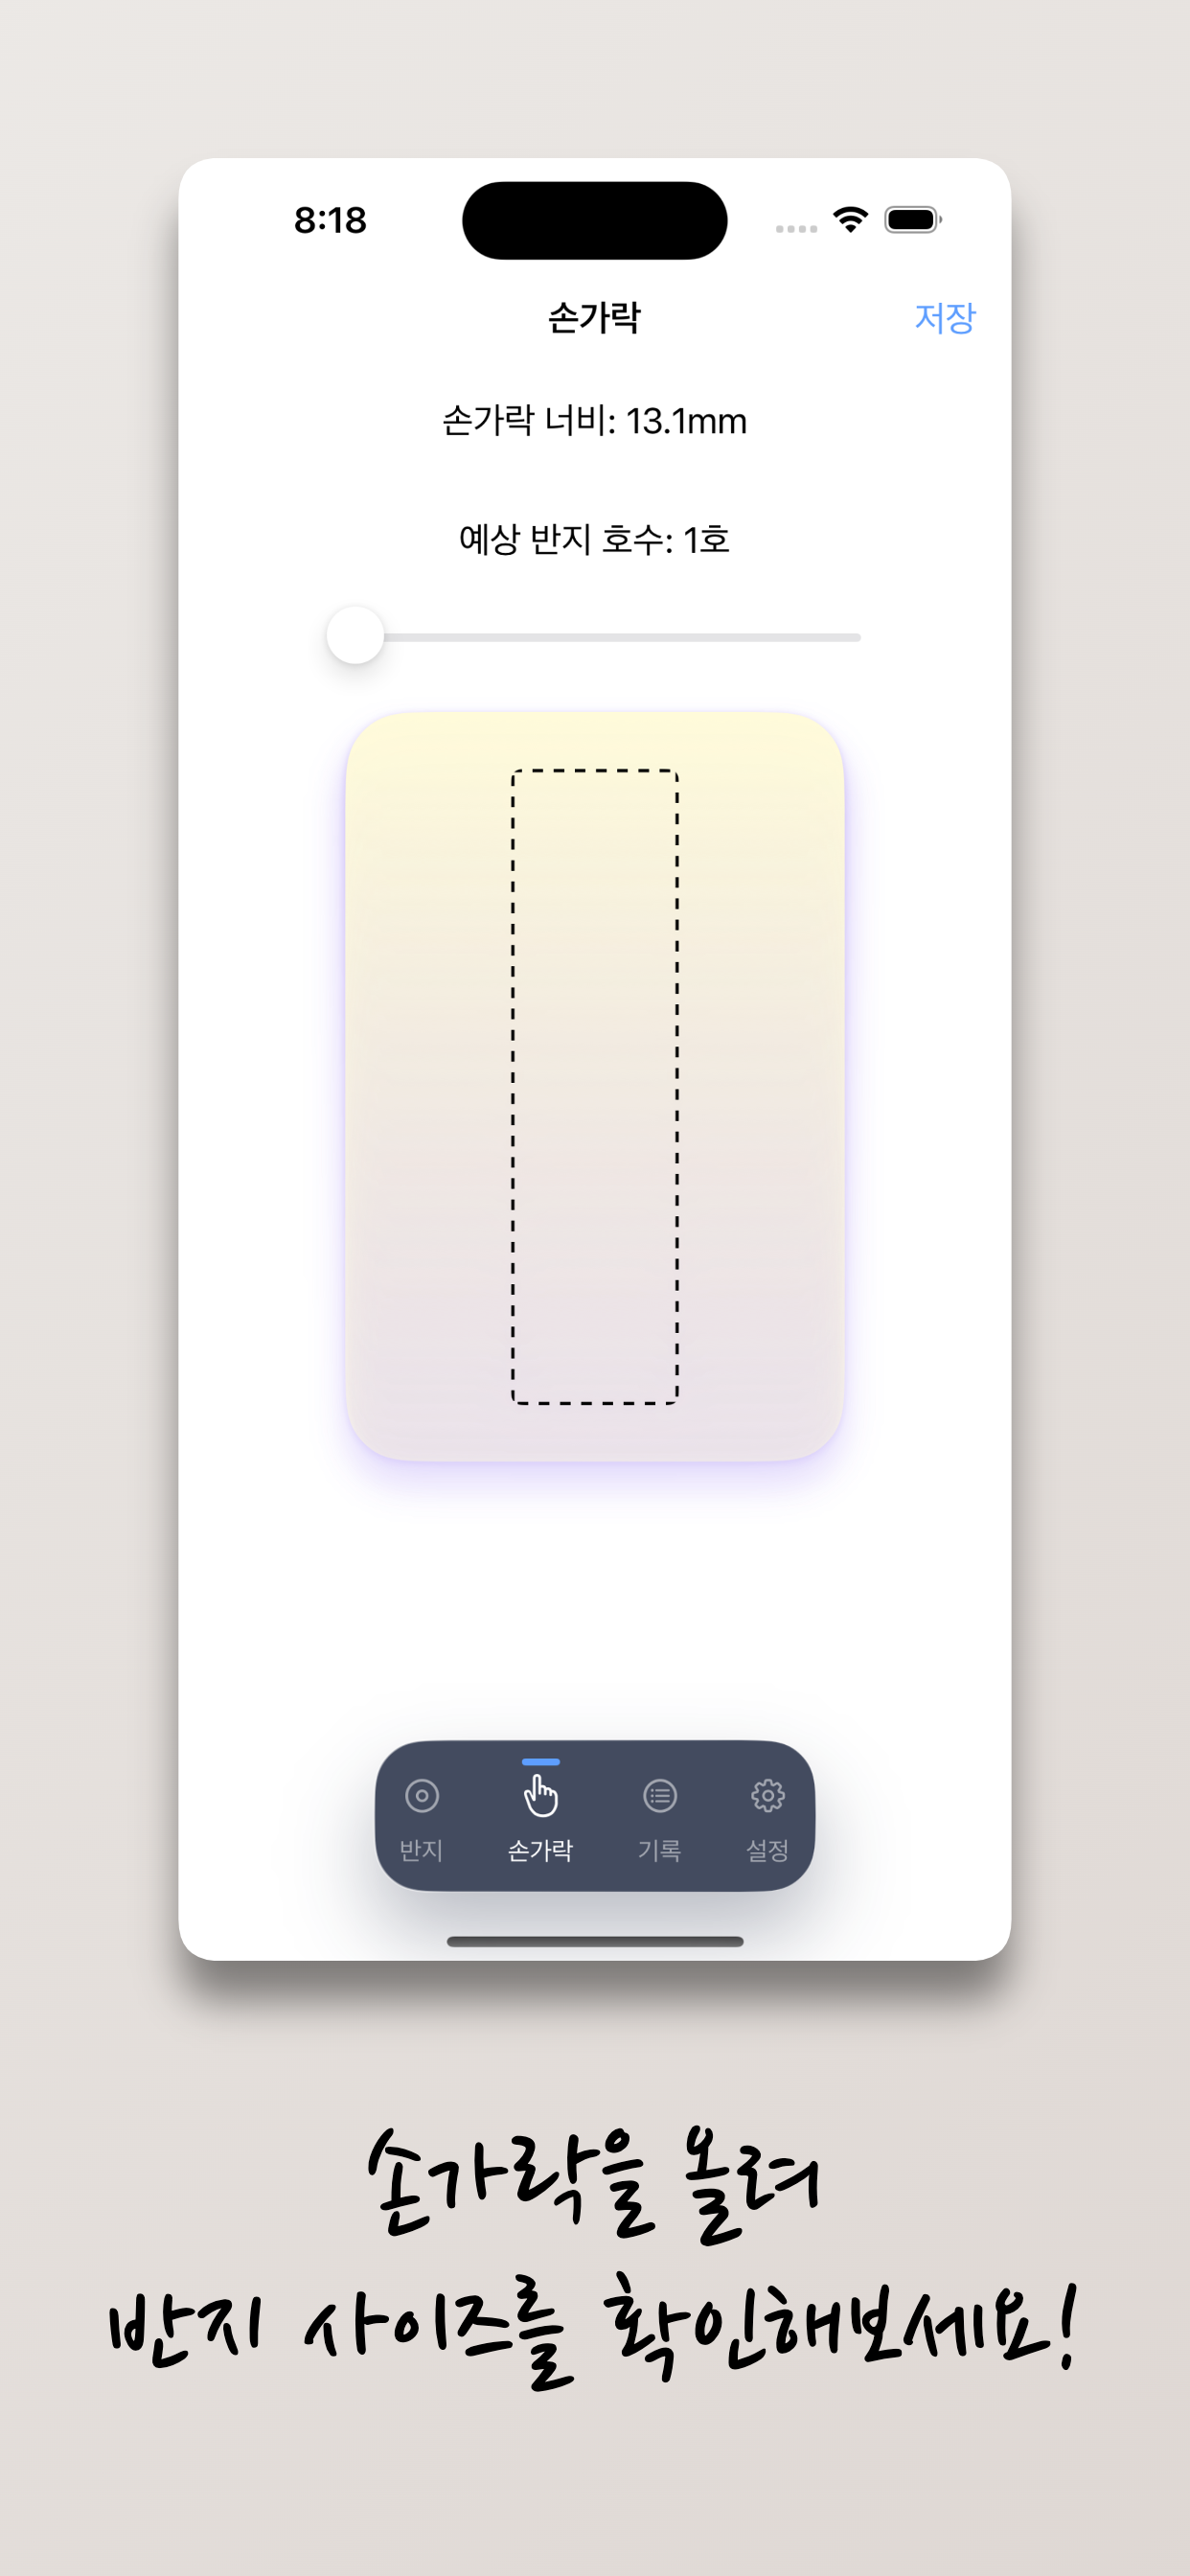 8:18
손가락
저장
손가락 너비: 13.1mm
예상 반지 호수: 1호
반지 손가락 기록 설정
손가락을 올려
반지 사이즈를 확인해보세요!